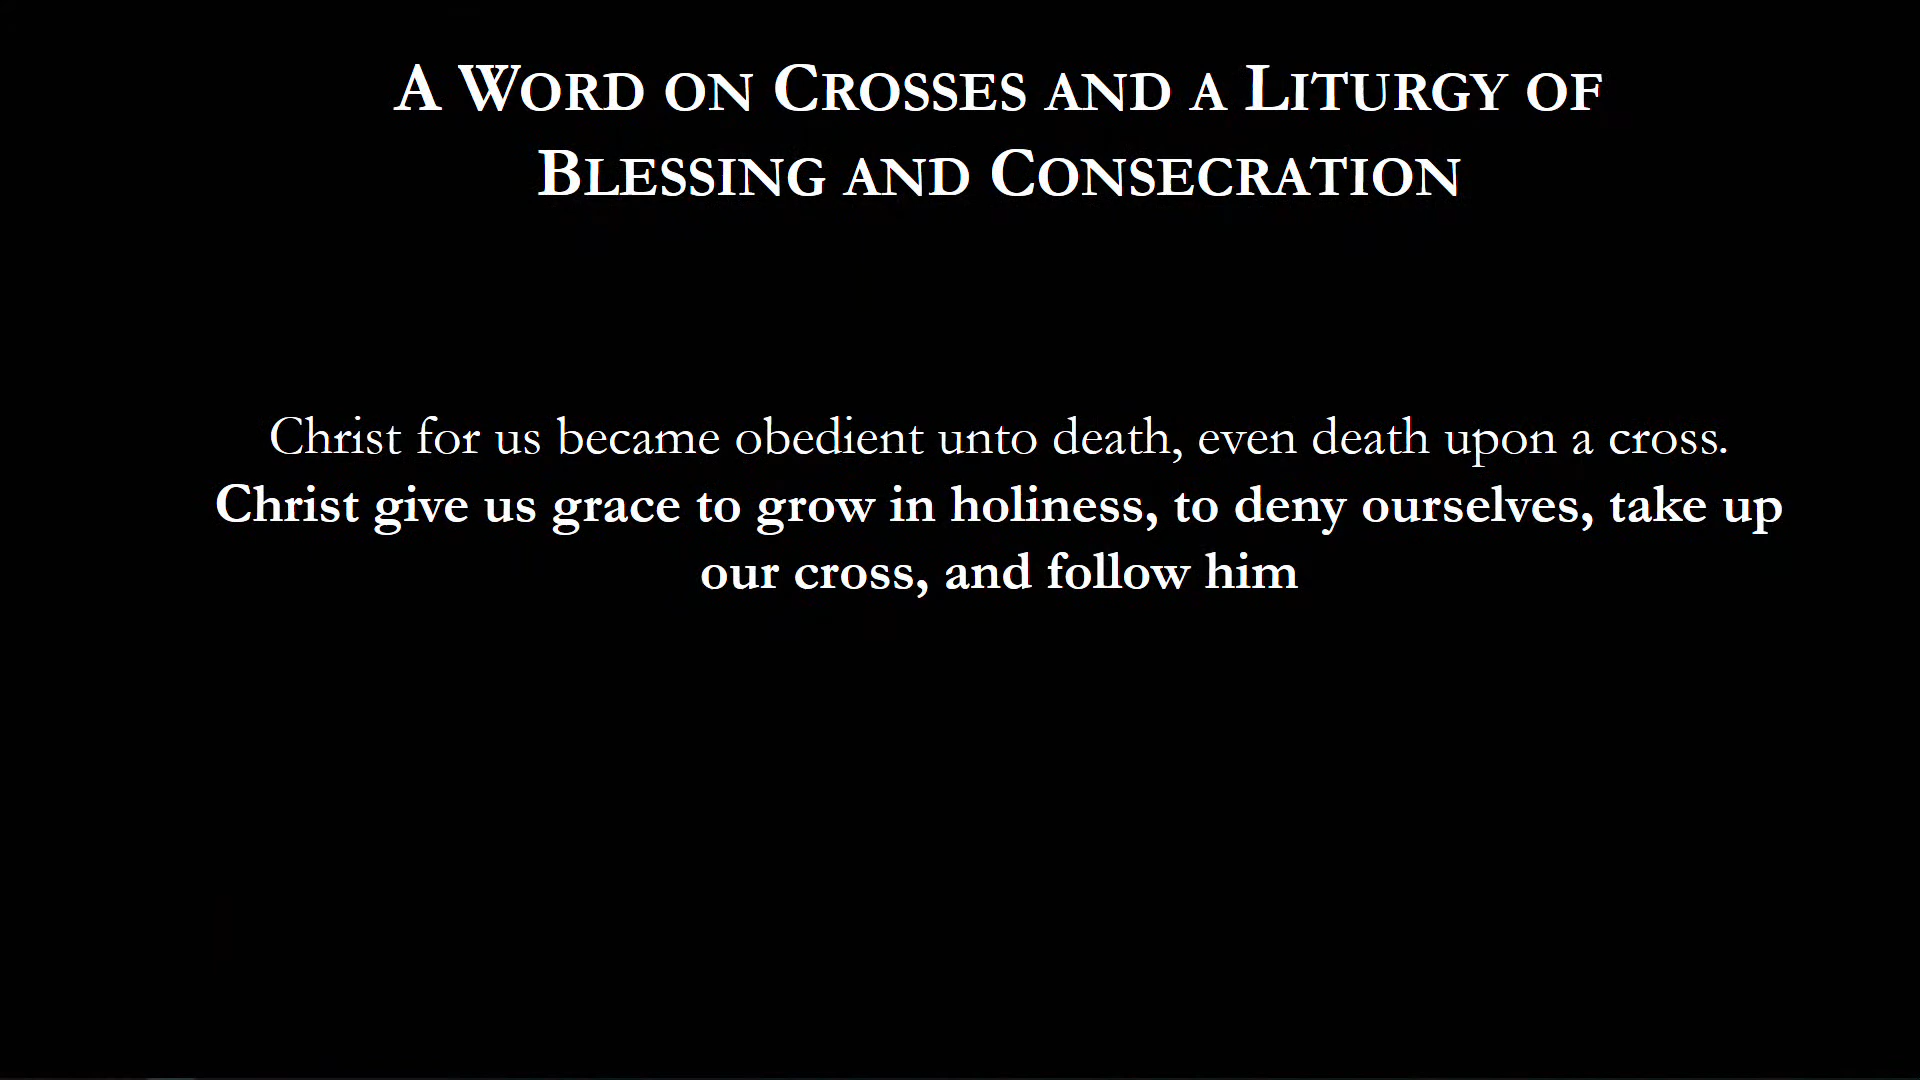 A Word on Crosses and a Liturgy of
Blessing and Consecration
Christ for us became obedient unto death, even death upon a cross.
Christ give us grace to grow in holiness, to deny ourselves, take up
our cross, and follow him